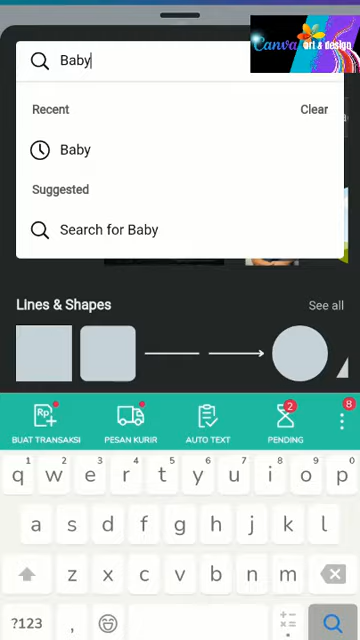 Baby
Canva art & design
Recent
Clear
Baby
Suggested
Search for Baby
Lines & Shapes
See all
BUAT TRANSAKSI
PESAN KURIR
AUTO TEXT
PENDING
Rp
2
8
1 2 3 4 5 6 7 8 9 0
q w e r t y u i o p
a s d f g h j k l
z x c v b n m
?123 ,